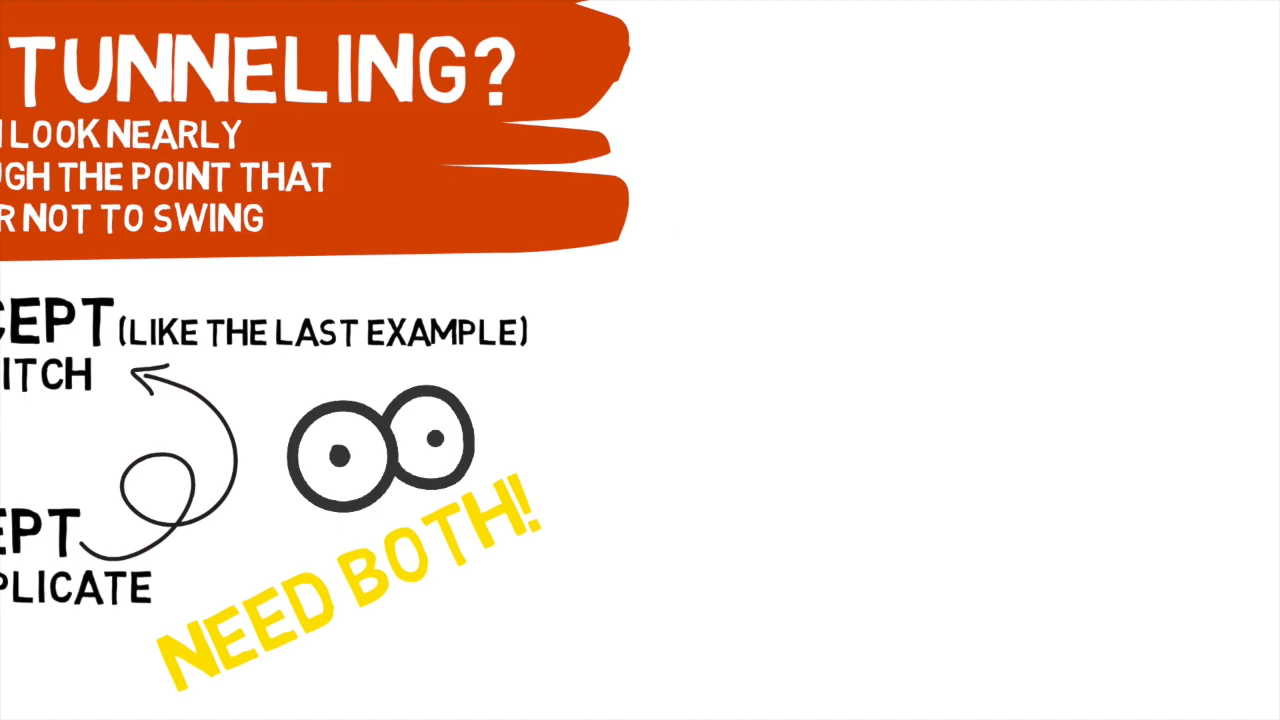 TUNNELING?
LOOK NEARLY
UGH THE POINT THAT
R NOT TO SWING
CEPT (LIKE THE LAST EXAMPLE)
ITCH
EPT
PLICATE
NEED BOTH!